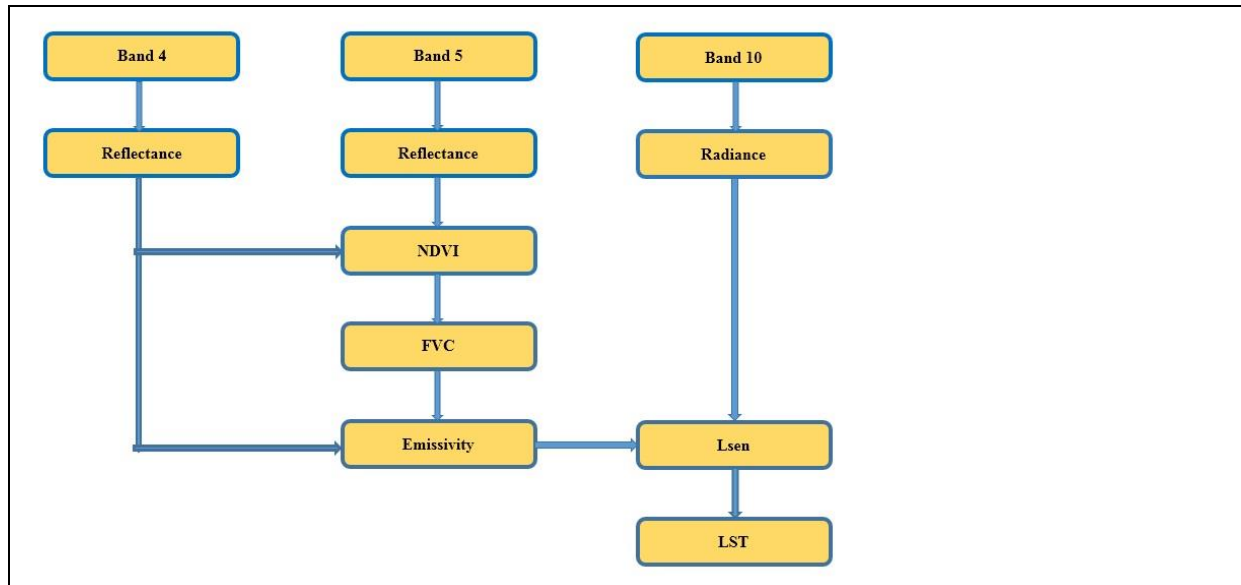 Band 4
Band 5
Band 10
Reflectance
Reflectance
Radiance
NDVI
FVC
Emissivity
Lsen
LST